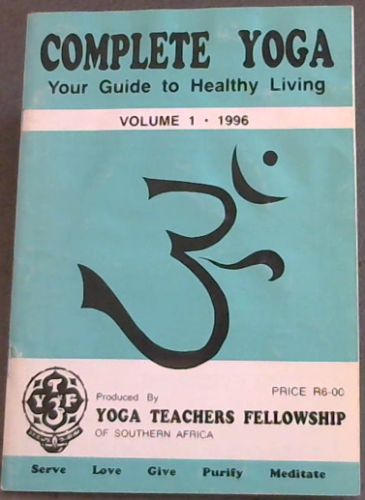 COMPLETE YOGA
Your Guide to Healthy Living
VOLUME 1 · 1996
ॐ
T
Y F
Produced By
PRICE R6-00
YOGA TEACHERS FELLOWSHIP
OF SOUTHERN AFRICA
Serve Love Give Purify Meditate